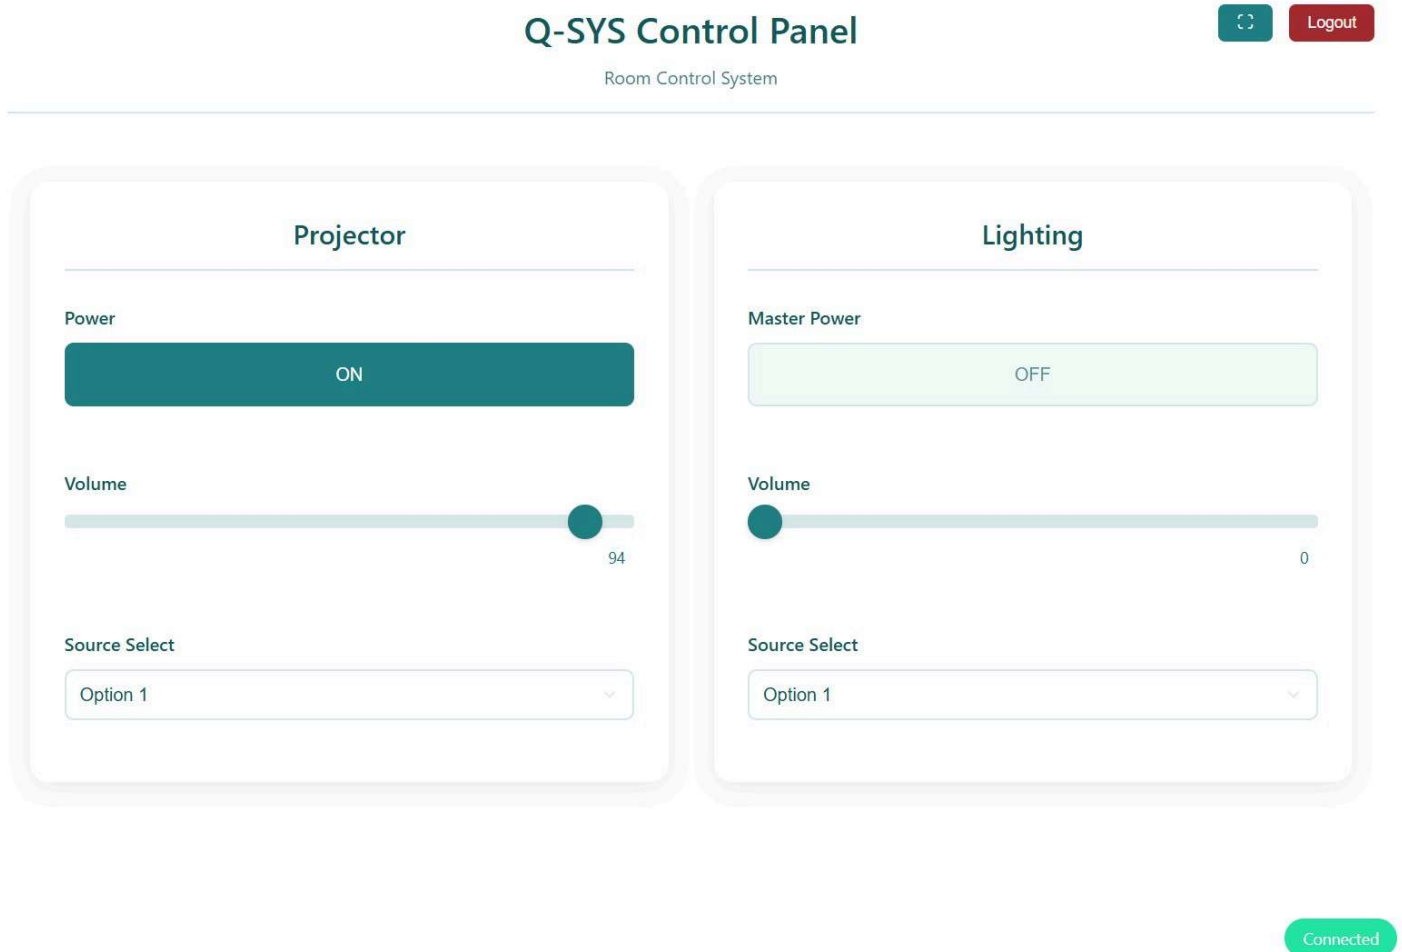 Q-SYS Control Panel
Logout
Room Control System
Projector
Power
ON
Volume
94
Source Select
Option 1
Lighting
Master Power
OFF
Volume
0
Source Select
Option 1
Connected